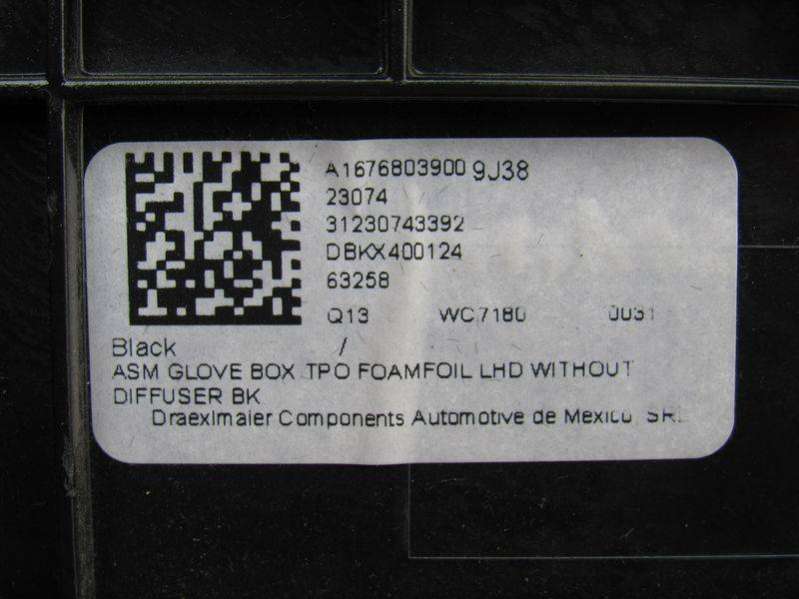 A1676803900 9J38
23074
31230743392
DBKX400124
63258
Q13 WC7180 0031
Black /
ASM GLOVE BOX TPO FOAMFOIL LHD WITHOUT
DIFFUSER BK
Draexlmaier Components Automotive de Mexico SRL